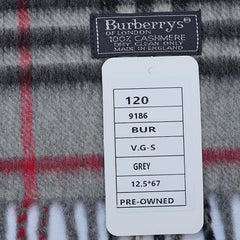 Burberrys®
OF LONDON
100% CASHMERE
DRY CLEAN ONLY
MADE IN ENGLAND
120
9186
BUR
V.G-S
GREY
12.5*67
PRE-OWNED